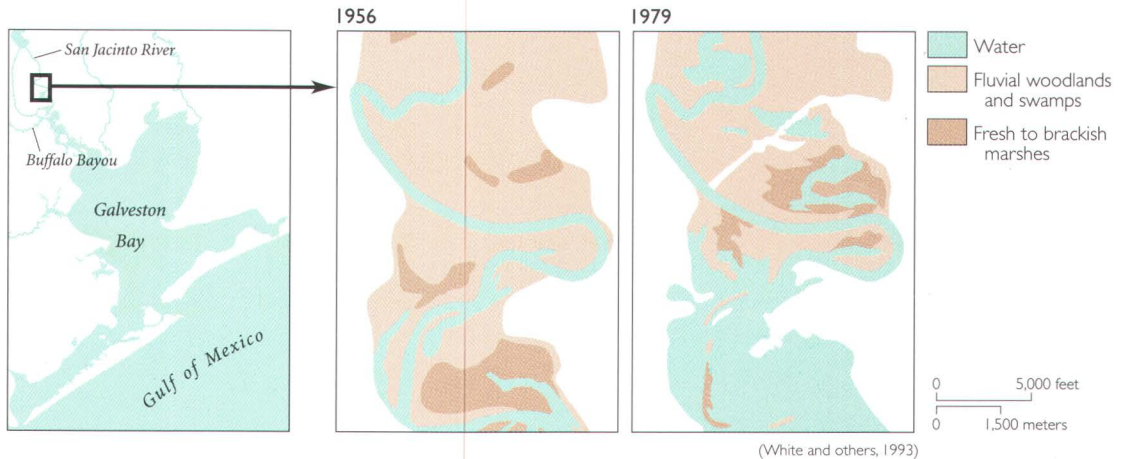 1956
1979
San Jacinto River
Buffalo Bayou
Galveston
Bay
Gulf of Mexico
Water
Fluvial woodlands
and swamps
Fresh to brackish
marshes
0 5,000 feet
0 1,500 meters
(White and others, 1993)